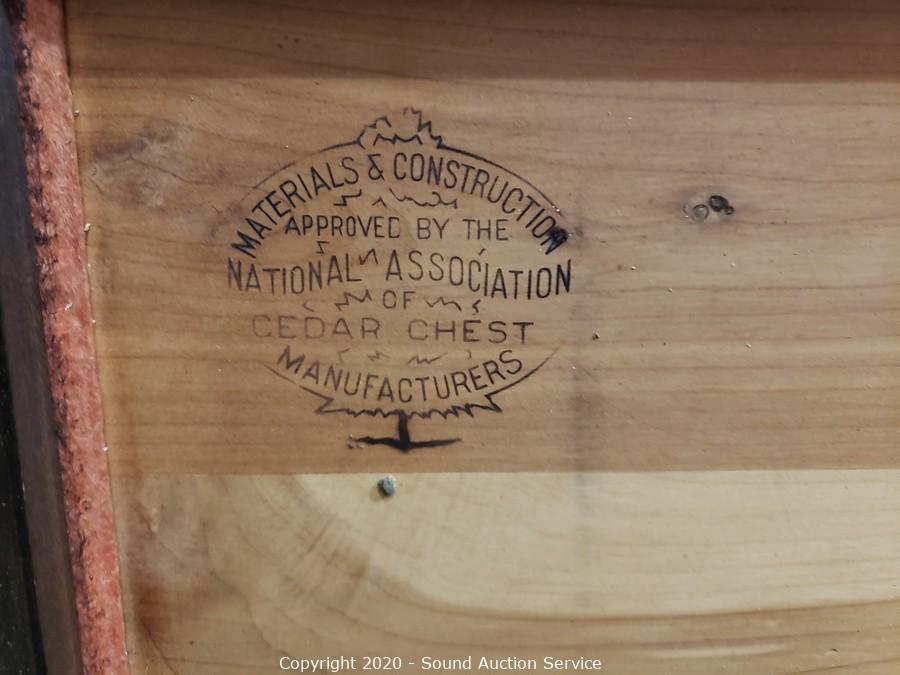 MATERIALS & CONSTRUCTION
APPROVED BY THE
NATIONAL ASSOCIATION
OF
CEDAR CHEST
MANUFACTURERS
Copyright 2020 - Sound Auction Service